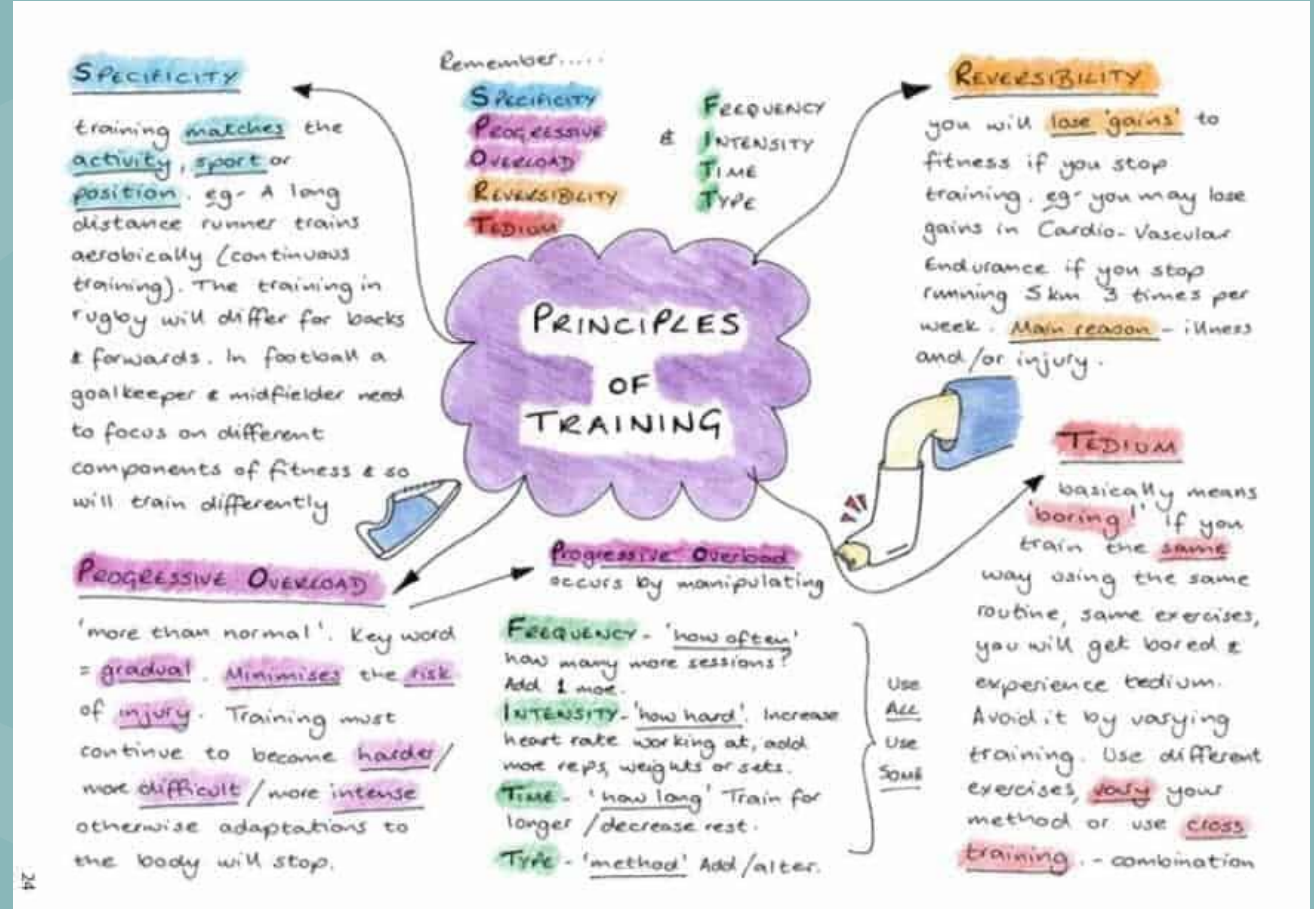 Remember.....
SPECIFICITY
PROGRESSIVE
OVERLOAD
REVERSIBILITY
TEDIUM
&
FREQUENCY
INTENSITY
TIME
TYPE
PRINCIPLES
OF
TRAINING
SPECIFICITY
training matches the
activity, sport or
position. eg- A long
distance runner trains
aerobically (continuous
training). The training in
rugby will differ for backs
& forwards. In football a
goalkeeper & midfielder need
to focus on different
components of fitness & so
will train differently
PROGRESSIVE OVERLOAD
'more than normal'. Key word
= gradual. Minimises the risk
of injury. Training must
continue to become harder/
more difficult / more intense
otherwise adaptations to
the body will stop.
Progressive Overload
occurs by manipulating
FREQUENCY - 'how often'
how many more sessions?
Add 1 more.
INTENSITY - 'how hard'. Increase
heart rate working at, add
more reps, weights or sets.
TIME - 'how long' Train for
longer / decrease rest.
TYPE - 'method' Add/alter.
USE
ALL
USE
SOME
REVERSIBILITY
you will lose 'gains' to
fitness if you stop
training. eg- you may lose
gains in Cardio-Vascular
Endurance if you stop
running 5km 3 times per
week. Main reason - illness
and/or injury.
TEDIUM
basically means
'boring!' if you
train the same
way using the same
routine, same exercises,
you will get bored &
experience tedium.
Avoid it by varying
training. Use different
exercises, vary your
method or use cross
training. - combination
24